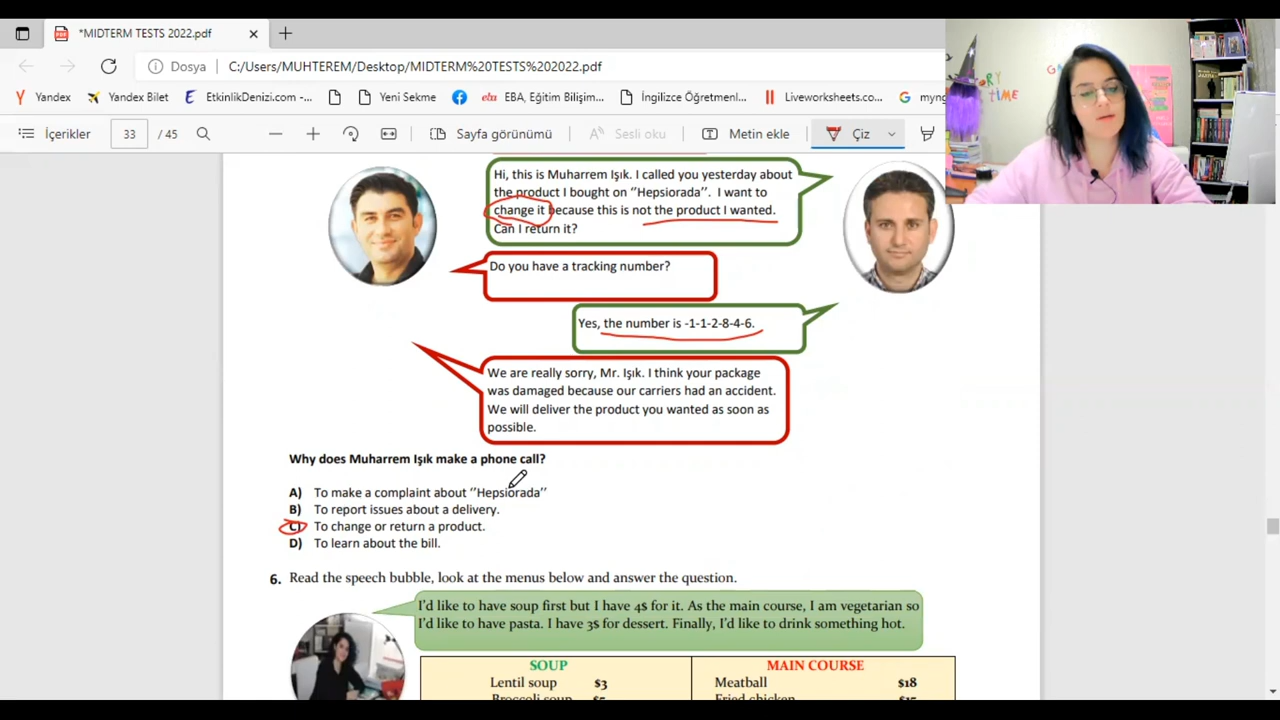 *MIDTERM TESTS 2022.pdf
Dosya
C:/Users/MUHTEREM/Desktop/MIDTERM%20TESTS%202022.pdf
Yandex
Yandex Bilet
EtkinlikDenizi.com -...
Yeni Sekme
eba
EBA, Eğitim Bilişim...
İngilizce Öğretmenl...
Liveworksheets.co...
myng
İçerikler
33 / 45
Sayfa görünümü
Sesli oku
Metin ekle
Çiz
Hi, this is Muharrem Işık. I called you yesterday about
the product I bought on ‘’Hepsiorada’’. I want to
change it because this is not the product I wanted.
Can I return it?
Do you have a tracking number?
Yes, the number is -1-1-2-8-4-6.
We are really sorry, Mr. Işık. I think your package
was damaged because our carriers had an accident.
We will deliver the product you wanted as soon as
possible.
Why does Muharrem Işık make a phone call?
A) To make a complaint about ‘’Hepsiorada’’
B) To report issues about a delivery.
C) To change or return a product.
D) To learn about the bill.
6. Read the speech bubble, look at the menus below and answer the question.
I’d like to have soup first but I have 4$ for it. As the main course, I am vegetarian so
I’d like to have pasta. I have 3$ for dessert. Finally, I’d like to drink something hot.
SOUP
MAIN COURSE
Lentil soup $3
Meatball $18
Broccoli soup $5
Fried chicken $15